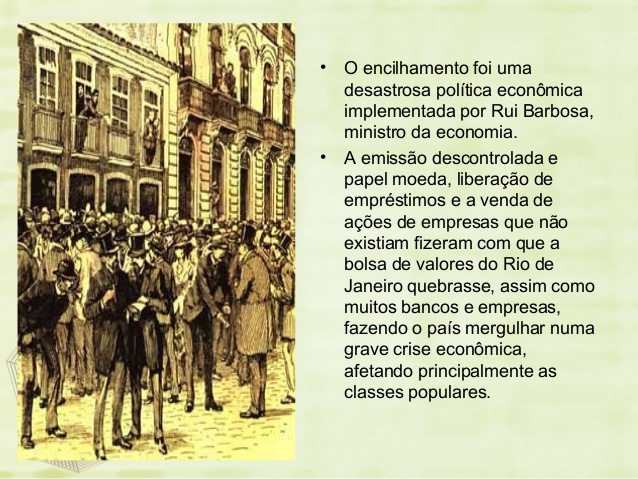 • O encilhamento foi uma
desastrosa política econômica
implementada por Rui Barbosa,
ministro da economia.
• A emissão descontrolada e
papel moeda, liberação de
empréstimos e a venda de
ações de empresas que não
existiam fizeram com que a
bolsa de valores do Rio de
Janeiro quebrasse, assim como
muitos bancos e empresas,
fazendo o país mergulhar numa
grave crise econômica,
afetando principalmente as
classes populares.